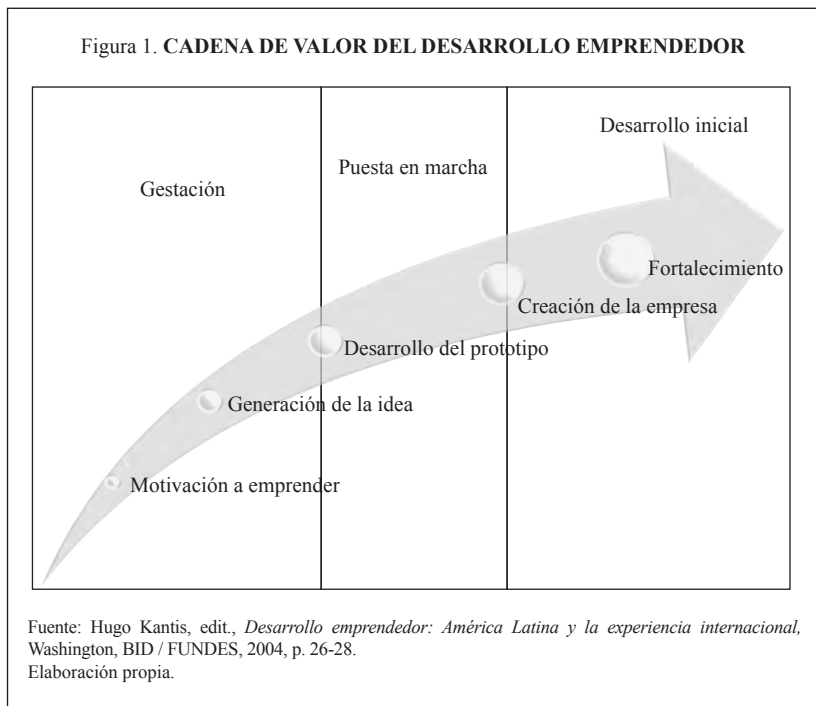 Figura 1. CADENA DE VALOR DEL DESARROLLO EMPRENDEDOR
Desarrollo inicial
Puesta en marcha
Gestación
Fortalecimiento
Creación de la empresa
Desarrollo del prototipo
Generación de la idea
Motivación a emprender
Fuente: Hugo Kantis, edit., Desarrollo emprendedor: América Latina y la experiencia internacional,
Washington, BID / FUNDES, 2004, p. 26-28.
Elaboración propia.